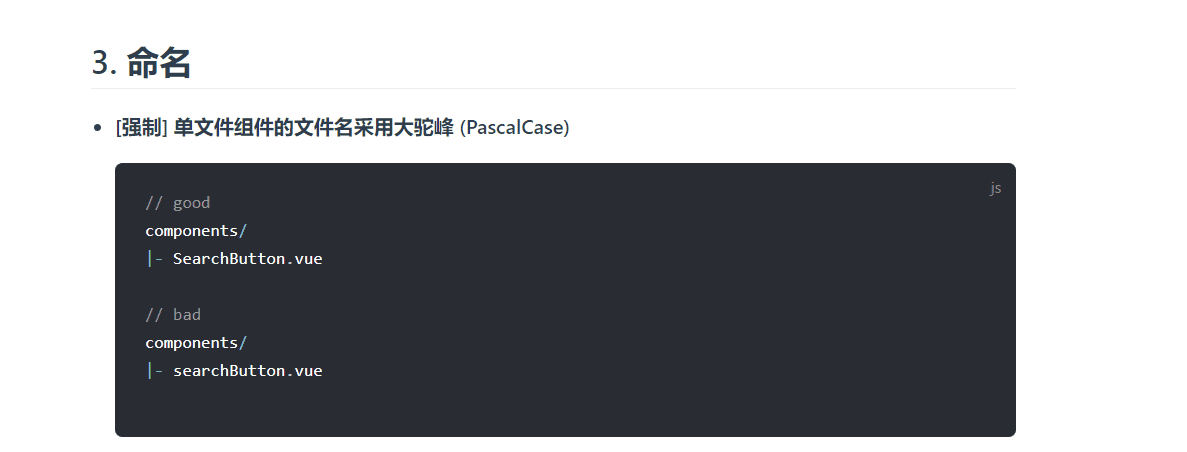 3. 命名
• [强制] 单文件组件的文件名采用大驼峰 (PascalCase)
js
// good
components/
|- SearchButton.vue
// bad
components/
|- searchButton.vue